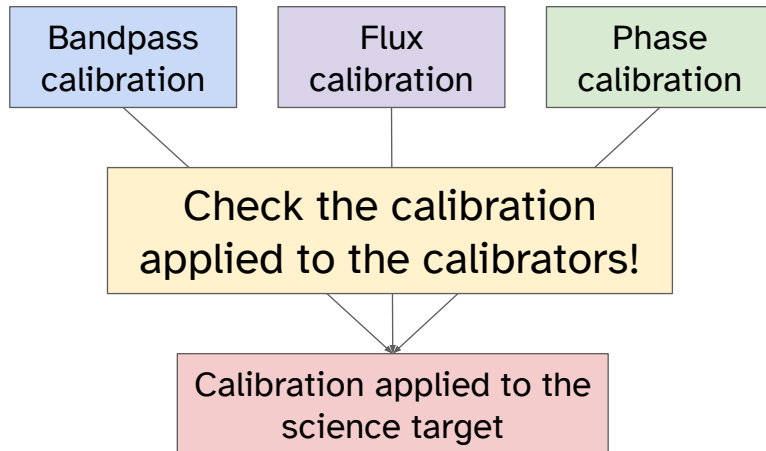 Bandpass
calibration
Flux
calibration
Phase
calibration
Check the calibration
applied to the calibrators!
Calibration applied to the
science target